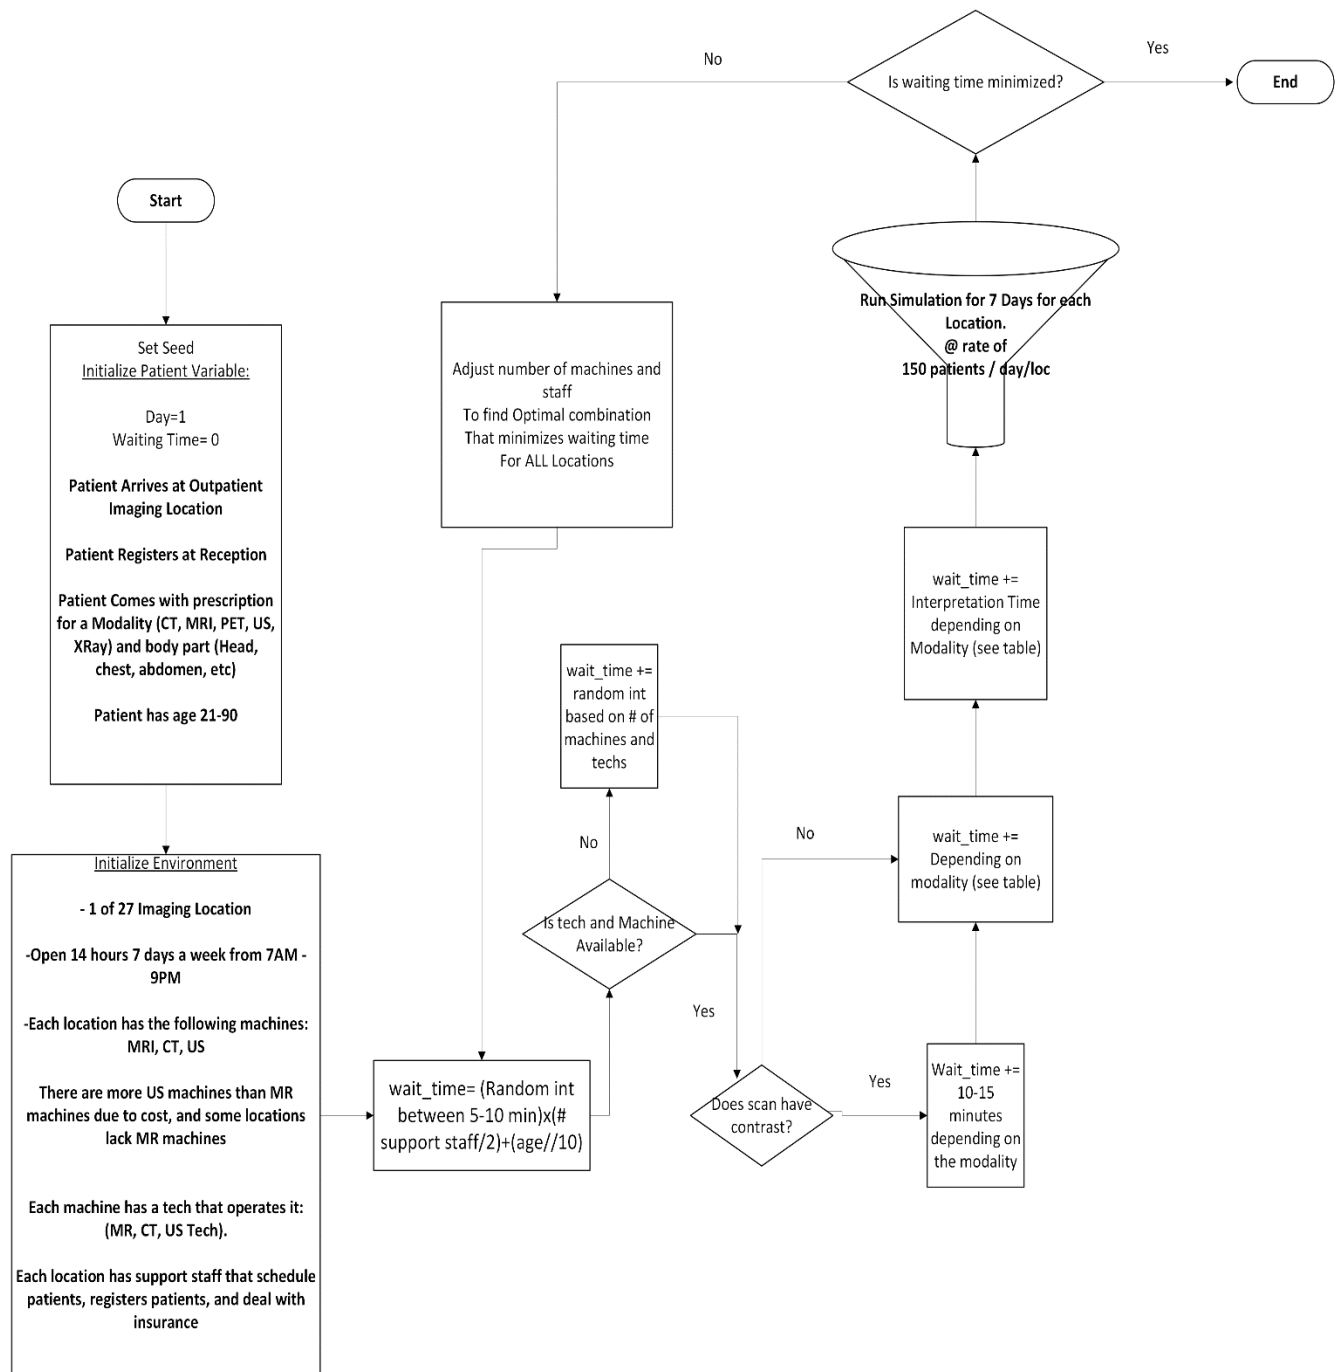 Start
Set Seed
Initialize Patient Variable:
Day=1
Waiting Time= 0
Patient Arrives at Outpatient
Imaging Location
Patient Registers at Reception
Patient Comes with prescription
for a Modality (CT, MRI, PET, US,
XRay) and body part (Head,
chest, abdomen, etc)
Patient has age 21-90
Initialize Environment
- 1 of 27 Imaging Location
-Open 14 hours 7 days a week from 7AM -
9PM
-Each location has the following machines:
MRI, CT, US
There are more US machines than MR
machines due to cost, and some locations
lack MR machines
Each machine has a tech that operates it:
(MR, CT, US Tech).
Each location has support staff that schedule
patients, registers patients, and deal with
insurance
wait_time= (Random int
between 5-10 min)x(#
support staff/2)+(age//10)
Is tech and Machine
Available?
No
wait_time +=
random int
based on # of
machines and
techs
Yes
Does scan have
contrast?
No
Yes
Wait_time +=
10-15
minutes
depending on
the modality
wait_time +=
Depending on
modality (see table)
wait_time +=
Interpretation Time
depending on
Modality (see table)
Run Simulation for 7 Days for each
Location.
@ rate of
150 patients / day/loc
Is waiting time minimized?
No
Yes
End
Adjust number of machines and
staff
To find Optimal combination
That minimizes waiting time
For ALL Locations